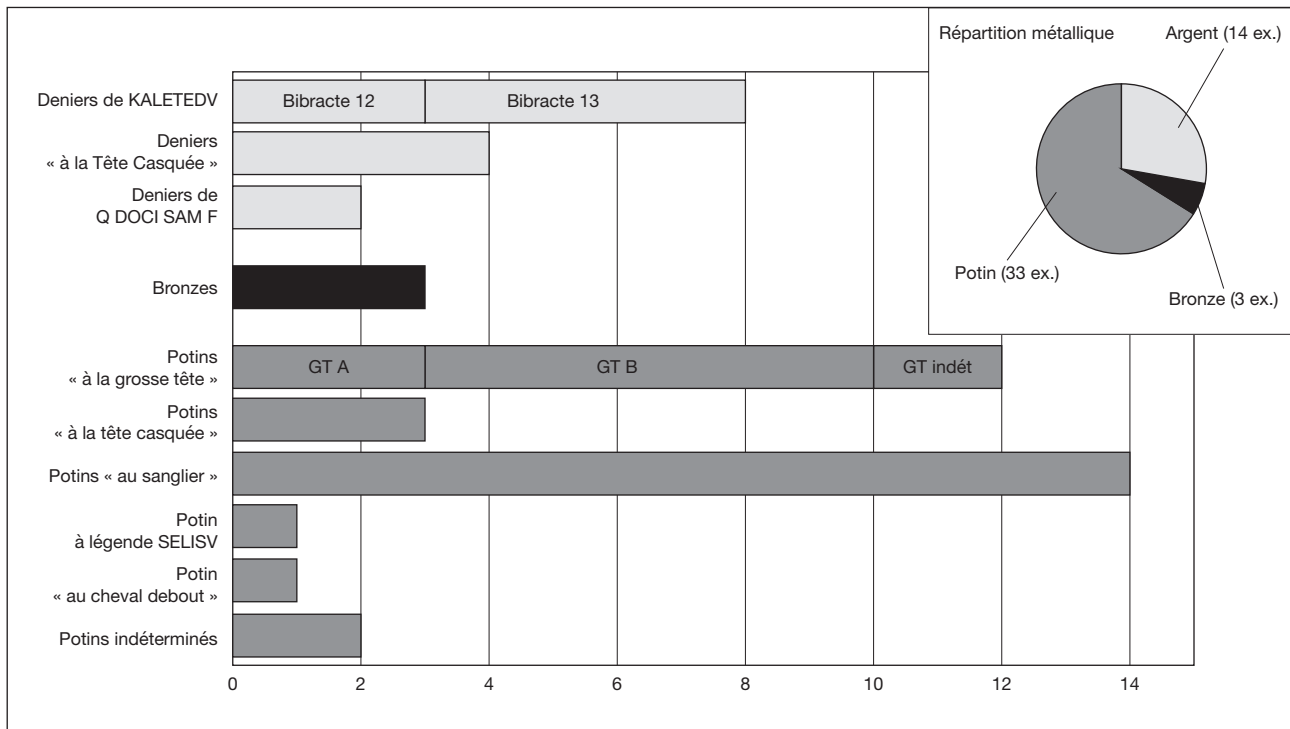 Répartition métallique
Argent (14 ex.)
Potin (33 ex.)
Bronze (3 ex.)
Deniers de KALETEDV
Bibracte 12
Bibracte 13
Deniers
« à la Tête Casquée »
Deniers de
Q DOCI SAM F
Bronzes
Potins
« à la grosse tête »
GT A
GT B
GT indét
Potins
« à la tête casquée »
Potins « au sanglier »
Potin
à légende SELISV
Potin
« au cheval debout »
Potins indéterminés
0
2
4
6
8
10
12
14